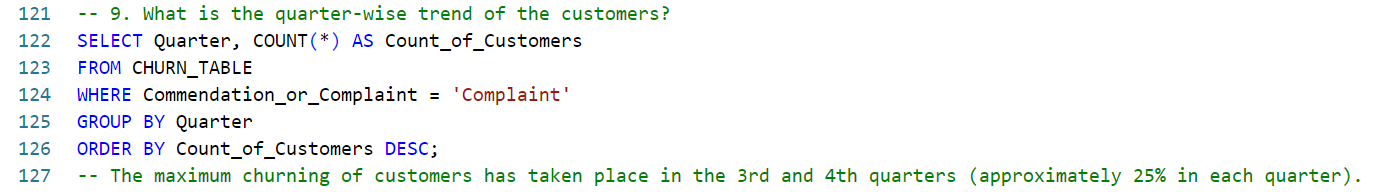 121 -- 9. What is the quarter-wise trend of the customers?
122 SELECT Quarter, COUNT(*) AS Count_of_Customers
123 FROM CHURN_TABLE
124 WHERE Commendation_or_Complaint = 'Complaint'
125 GROUP BY Quarter
126 ORDER BY Count_of_Customers DESC;
127 -- The maximum churning of customers has taken place in the 3rd and 4th quarters (approximately 25% in each quarter).